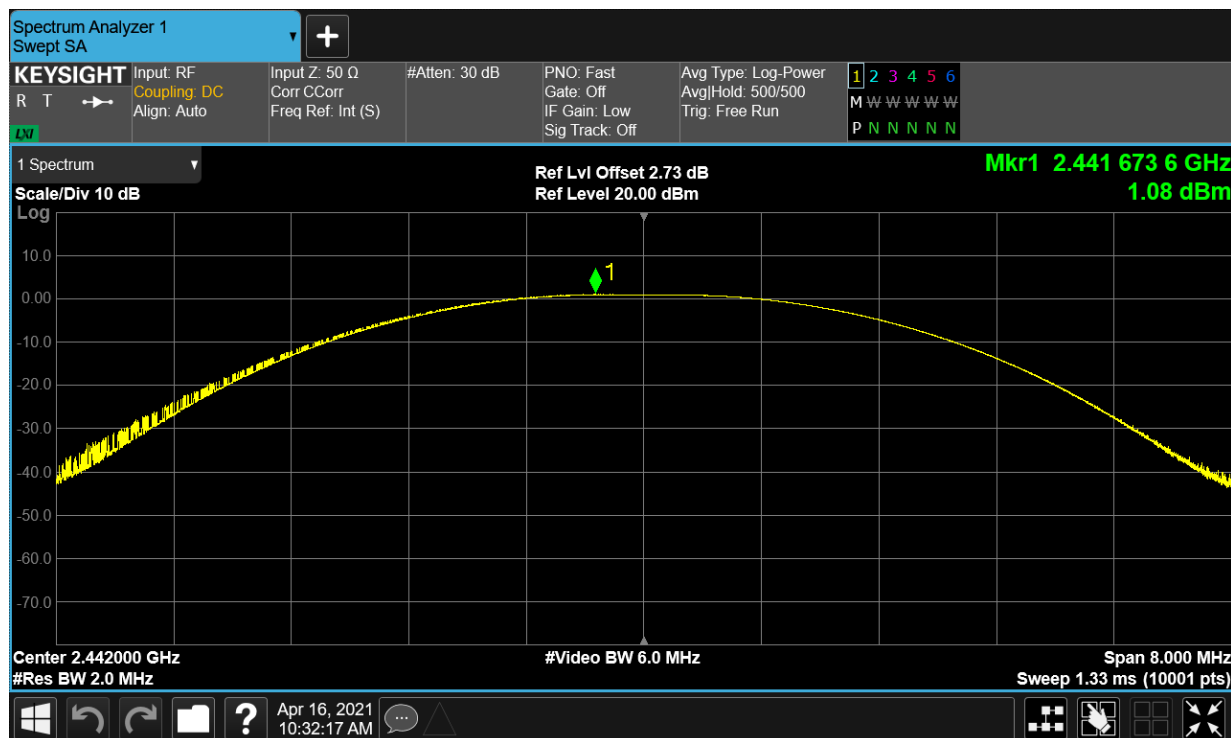 Spectrum Analyzer 1
Swept SA
+
KEYSIGHT
R T
LXI
Input: RF
Coupling: DC
Align: Auto
Input Z: 50 Ω
Corr CCorr
Freq Ref: Int (S)
#Atten: 30 dB
PNO: Fast
Gate: Off
IF Gain: Low
Sig Track: Off
Avg Type: Log-Power
Avg|Hold: 500/500
Trig: Free Run
1 2 3 4 5 6
M W W W W W
P N N N N N
1 Spectrum
Scale/Div 10 dB
Ref Lvl Offset 2.73 dB
Ref Level 20.00 dBm
Mkr1 2.441 673 6 GHz
1.08 dBm
Log
10.0
0.00
-10.0
-20.0
-30.0
-40.0
-50.0
-60.0
-70.0
1
Center 2.442000 GHz
#Res BW 2.0 MHz
#Video BW 6.0 MHz
Span 8.000 MHz
Sweep 1.33 ms (10001 pts)
?
Apr 16, 2021
10:32:17 AM